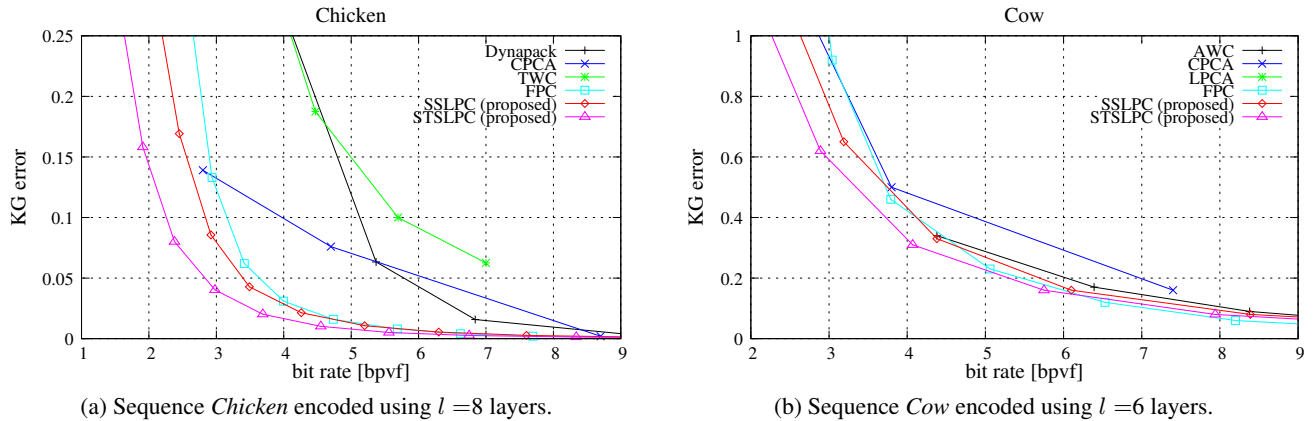 Chicken
0.25
0.2
0.15
0.1
0.05
0
KG error
Dynapack
CPCA
TWC
FPC
SSLPC (proposed)
STSLPC (proposed)
1 2 3 4 5 6 7 8 9
bit rate [bpvf]
(a) Sequence Chicken encoded using l =8 layers.
Cow
1
0.8
0.6
0.4
0.2
0
KG error
AWC
CPCA
LPCA
FPC
SSLPC (proposed)
STSLPC (proposed)
2 3 4 5 6 7 8 9
bit rate [bpvf]
(b) Sequence Cow encoded using l =6 layers.